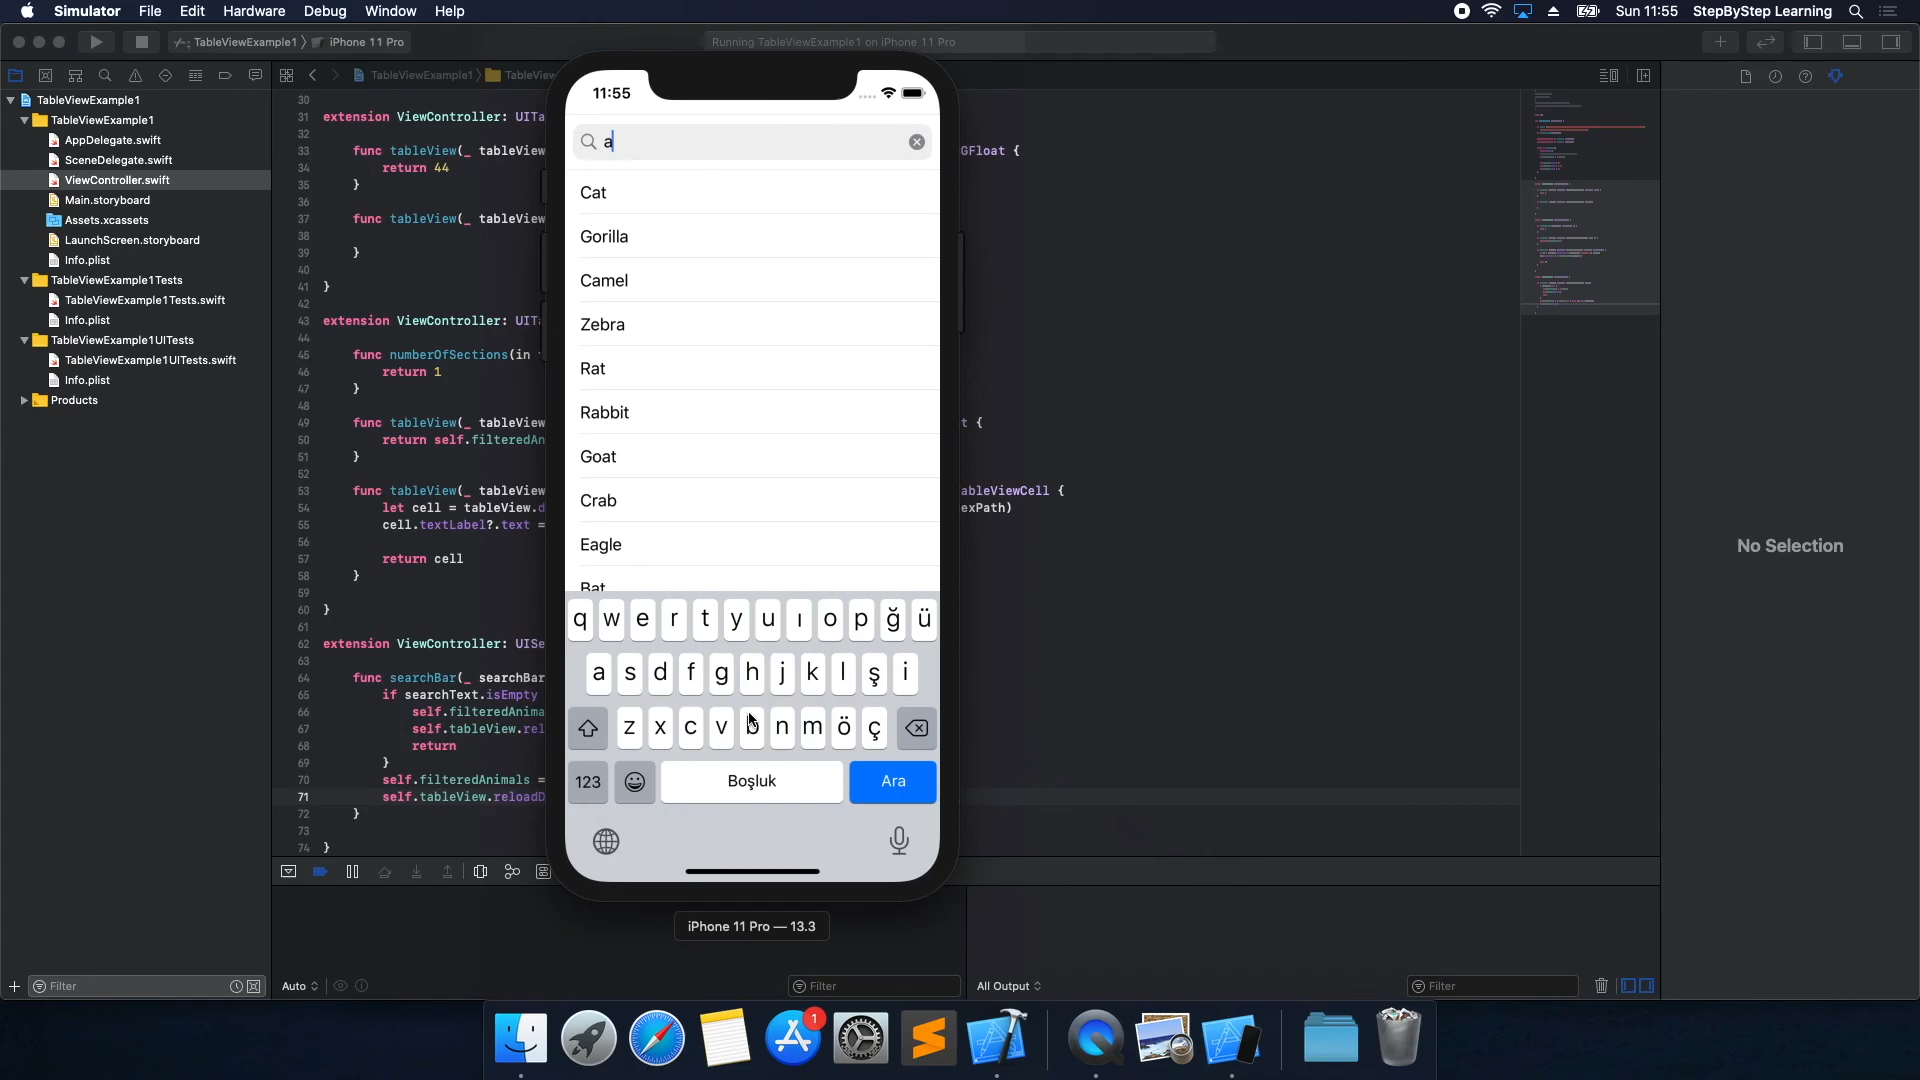 Simulator File Edit Hardware Debug Window Help
Sun 11:55 StepByStep Learning
TableViewExample1 iPhone 11 Pro
Running TableViewExample1 on iPhone 11 Pro
TableViewExample1
TableViewExample1
AppDelegate.swift
SceneDelegate.swift
ViewController.swift
Main.storyboard
Assets.xcassets
LaunchScreen.storyboard
Info.plist
TableViewExample1Tests
TableViewExample1Tests.swift
Info.plist
TableViewExample1UITests
TableViewExample1UITests.swift
Info.plist
Products
Filter
TableViewExample1
30
31 extension ViewController: UITa
32
33 func tableView(_ tableView GFloat {
34 return 44
35 }
36
37 func tableView(_ tableView
38
39 }
40
41 }
42
43 extension ViewController: UITa
44
45 func numberOfSections(in
46 return 1
47 }
48
49 func tableView(_ tableView t {
50 return self.filteredAn
51 }
52
53 func tableView(_ tableView ableViewCell {
54 let cell = tableView.d exPath)
55 cell.textLabel?.text =
56
57 return cell
58 }
59
60 }
61
62 extension ViewController: UISe
63
64 func searchBar(_ searchBar
65 if searchText.isEmpty
66 self.filteredAnima
67 self.tableView.rel
68 return
69 }
70 self.filteredAnimals =
71 self.tableView.reloadD
72 }
73
74 }
11:55
a
Cat
Gorilla
Camel
Zebra
Rat
Rabbit
Goat
Crab
Eagle
Bat
q w e r t y u ı o p ğ ü
a s d f g h j k l ş i
z x c v b n m ö ç
123 Boşluk Ara
iPhone 11 Pro — 13.3
No Selection
Auto
Filter
All Output
Filter
1